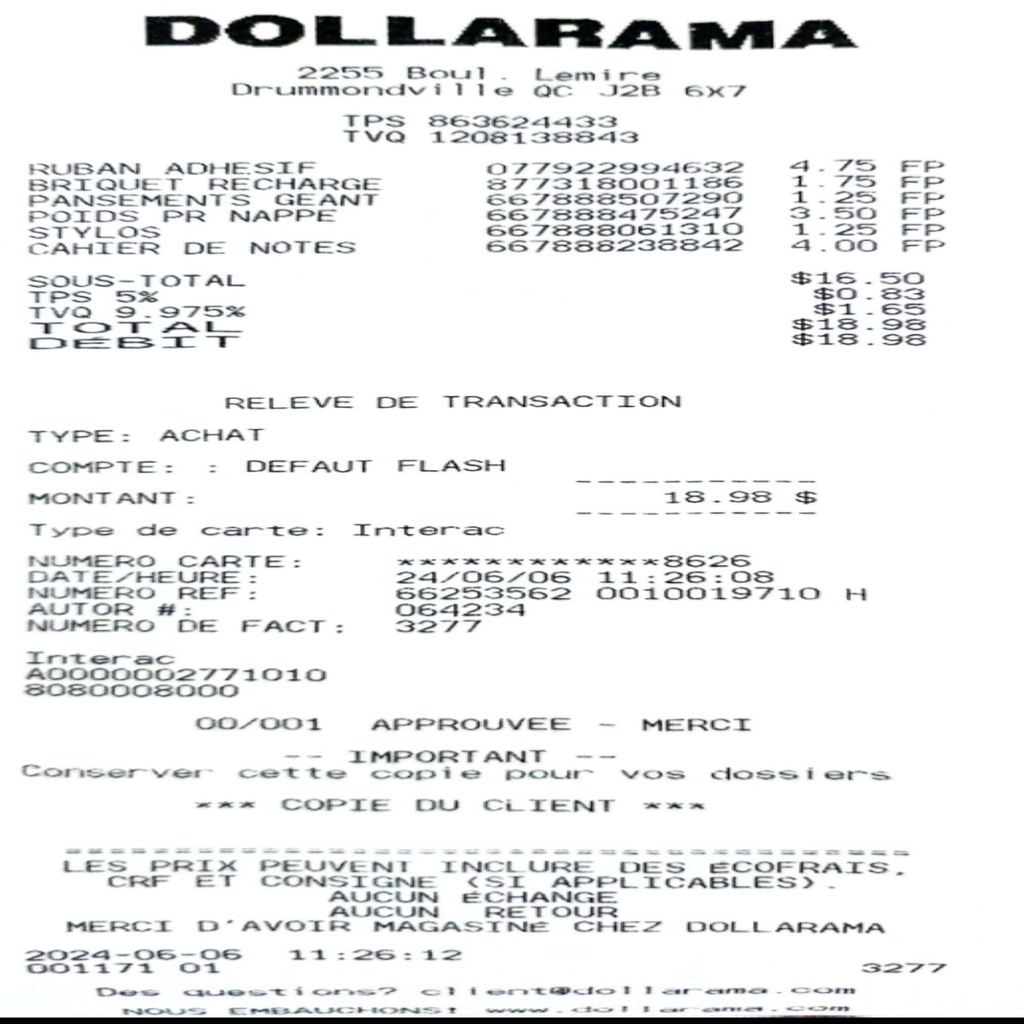 DOLLARAMA
2255 Boul. Lemire
Drummondville QC J2B 6X7
TPS 863624433
TVQ 1208138843
RUBAN ADHESIF 077922994632 4.75 FP
BRIQUET RECHARGE 877318001186 1.75 FP
PANSEMENTS GEANT 667888507290 1.25 FP
POIDS PR NAPPE 667888475247 3.50 FP
STYLOS 667888061310 1.25 FP
CAHIER DE NOTES 667888238842 4.00 FP
SOUS-TOTAL $16.50
TPS 5% $0.83
TVQ 9.975% $1.65
TOTAL $18.98
DEBIT $18.98
RELEVE DE TRANSACTION
TYPE: ACHAT
COMPTE: : DEFAUT FLASH
-----------
MONTANT: 18.98 $
-----------
Type de carte: Interac
NUMERO CARTE: ************8626
DATE/HEURE: 24/06/06 11:26:08
NUMERO REF: 66253562 0010019710 H
AUTOR #: 064234
NUMERO DE FACT: 3277
Interac
A0000002771010
8080008000
00/001 APPROUVEE - MERCI
-- IMPORTANT --
Conserver cette copie pour vos dossiers
*** COPIE DU CLIENT ***
-----------------------------------------------
LES PRIX PEUVENT INCLURE DES ÉCOFRAIS,
CRF ET CONSIGNE (SI APPLICABLES).
AUCUN ÉCHANGE
AUCUN RETOUR
MERCI D'AVOIR MAGASINÉ CHEZ DOLLARAMA
2024-06-06 11:26:12
001171 01 3277
Des questions? client@dollarama.com
NOUS EMBAUCHONS! www.dollarama.com